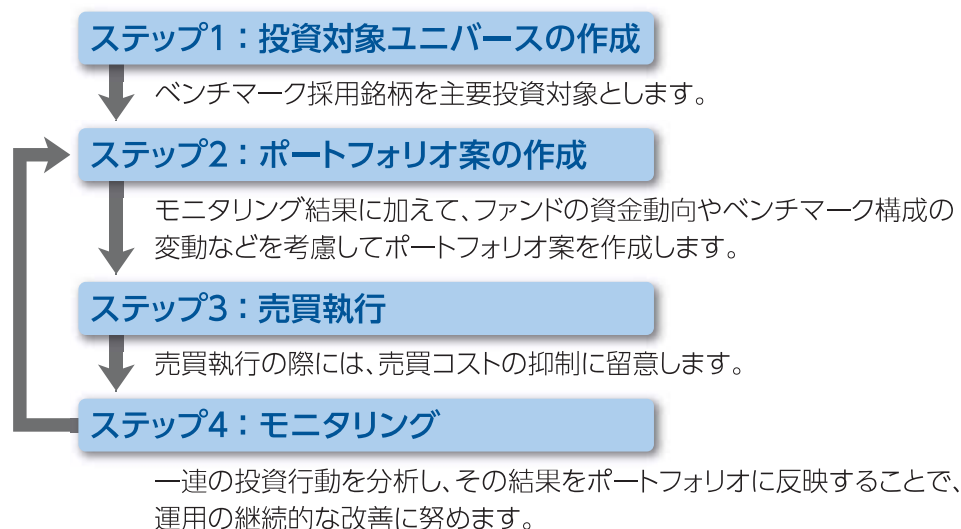 ステップ1：投資対象ユニバースの作成
ベンチマーク採用銘柄を主要投資対象とします。
ステップ2：ポートフォリオ案の作成
モニタリング結果に加えて、ファンドの資金動向やベンチマーク構成の
変動などを考慮してポートフォリオ案を作成します。
ステップ3：売買執行
売買執行の際には、売買コストの抑制に留意します。
ステップ4：モニタリング
一連の投資行動を分析し、その結果をポートフォリオに反映することで、
運用の継続的な改善に努めます。